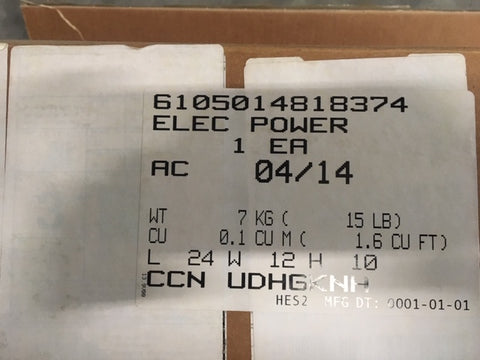 6105014818374
ELEC POWER
1 EA
AC 04/14
WT 7 KG ( 15 LB)
CU 0.1 CU M ( 1.6 CU FT)
L 24 W 12 H 10
CCN UDHGKNH
HES2 MFG DT: 0001-01-01